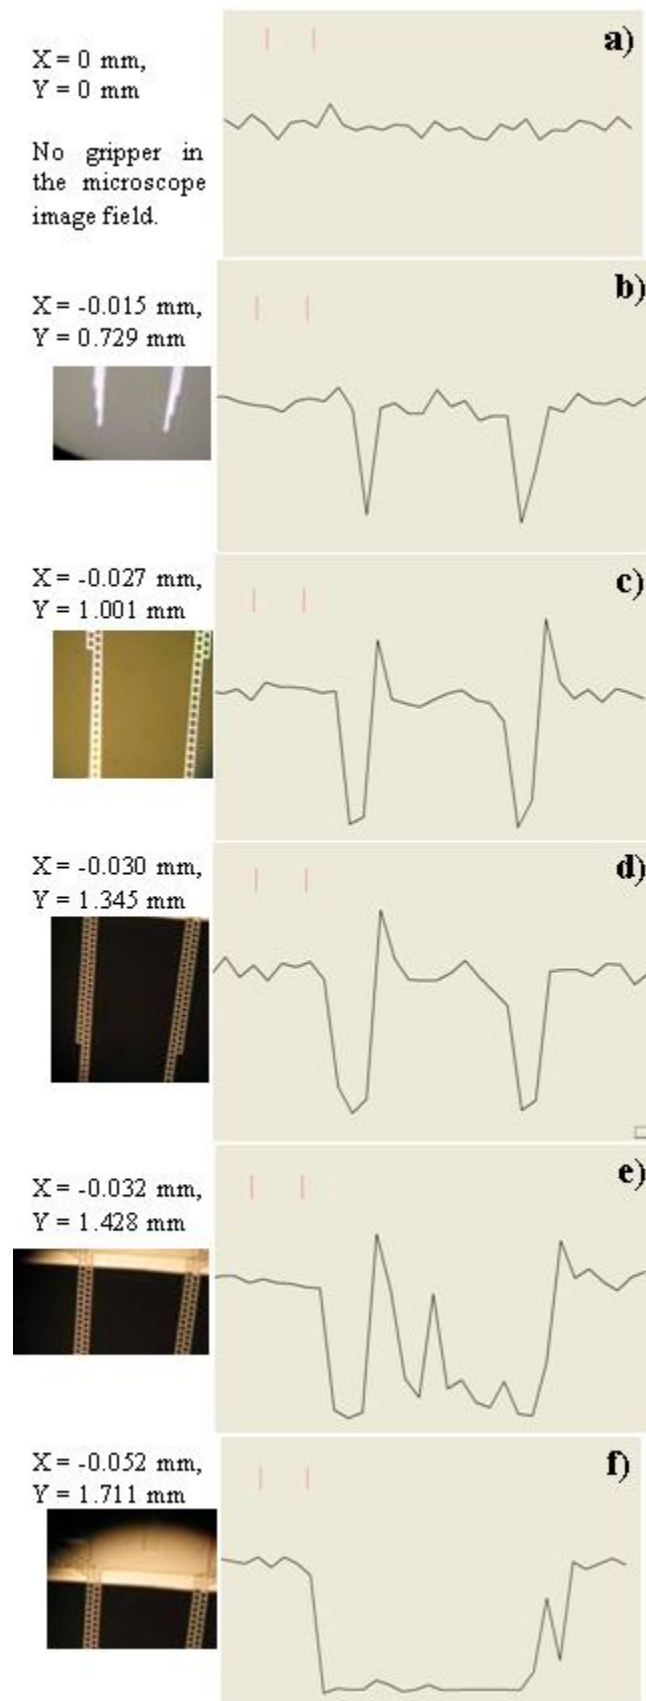 a)
X = 0 mm,
Y = 0 mm
No gripper in
the microscope
image field.
b)
X = -0.015 mm,
Y = 0.729 mm
c)
X = -0.027 mm,
Y = 1.001 mm
d)
X = -0.030 mm,
Y = 1.345 mm
e)
X = -0.032 mm,
Y = 1.428 mm
f)
X = -0.052 mm,
Y = 1.711 mm